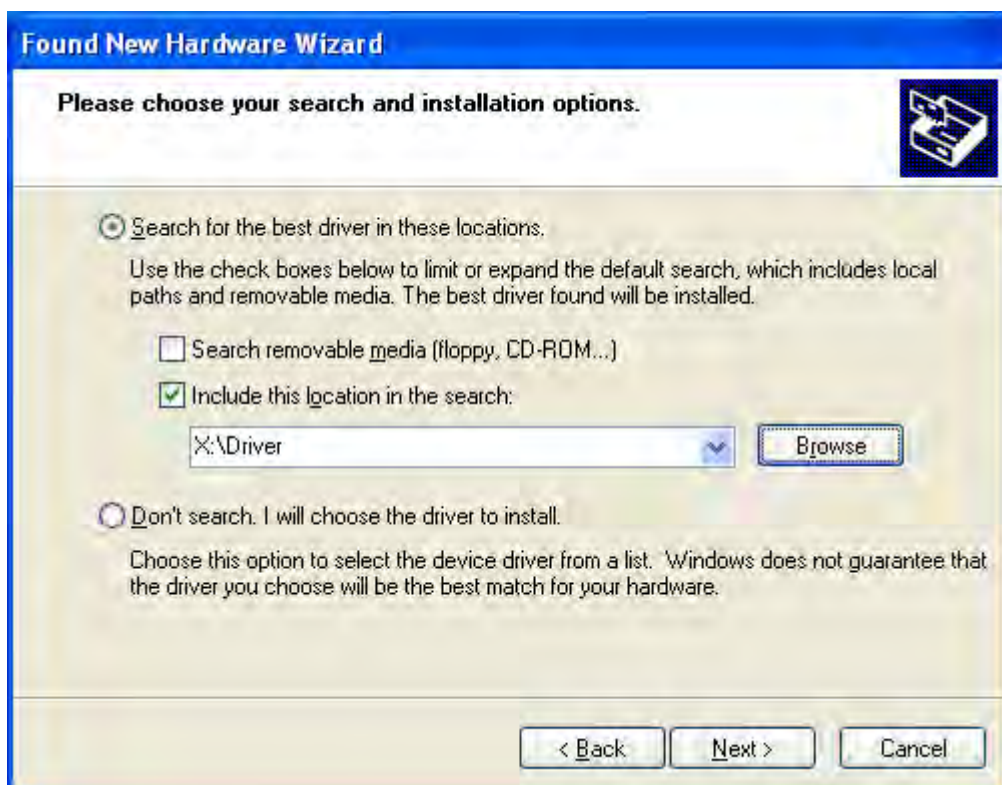 Found New Hardware Wizard
Please choose your search and installation options.
Search for the best driver in these locations.
Use the check boxes below to limit or expand the default search, which includes local
paths and removable media. The best driver found will be installed.
Search removable media (floppy, CD-ROM...)
Include this location in the search:
X:\Driver
Browse
Don't search. I will choose the driver to install.
Choose this option to select the device driver from a list. Windows does not guarantee that
the driver you choose will be the best match for your hardware.
< Back Next > Cancel